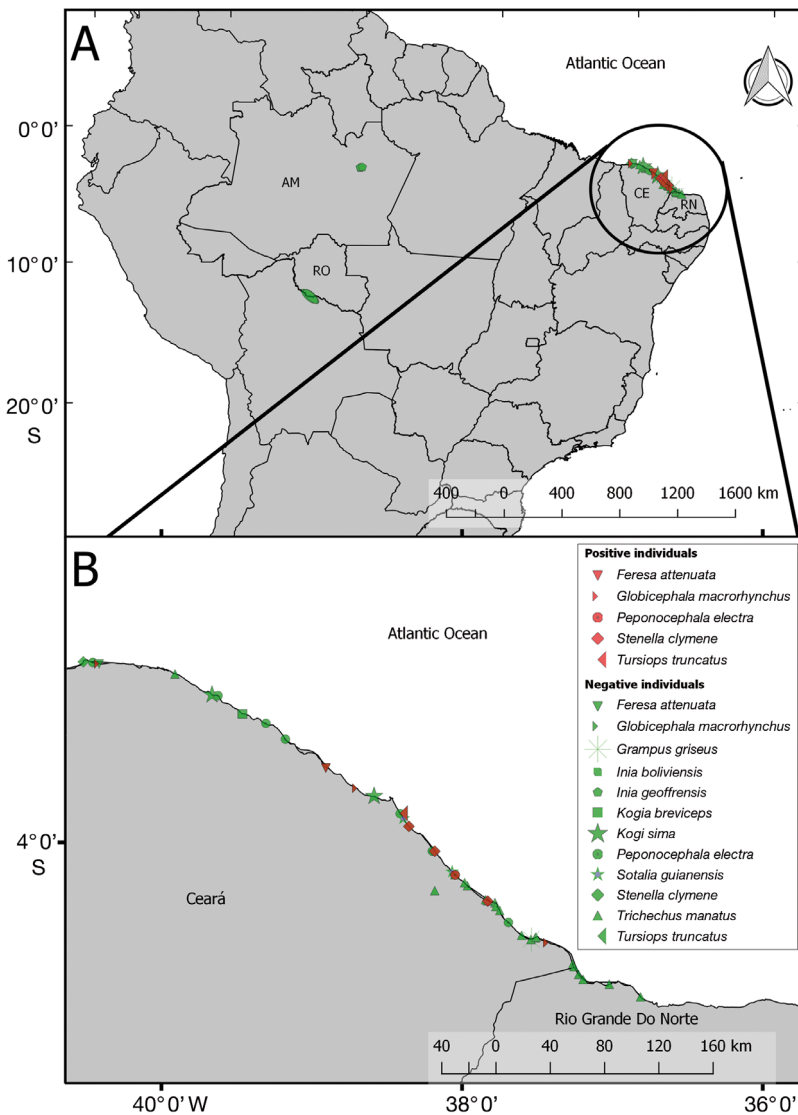 A
Atlantic Ocean
0°0'
AM
CE
RN
RO
10°0'
20°0'
S
400 0 400 800 1200 1600 km
B
Positive individuals
Feresa attenuata
Globicephala macrorhynchus
Peponocephala electra
Stenella clymene
Tursiops truncatus
Negative individuals
Feresa attenuata
Globicephala macrorhynchus
Grampus griseus
Inia boliviensis
Inia geoffrensis
Kogia breviceps
Kogi sima
Peponocephala electra
Sotalia guianensis
Stenella clymene
Trichechus manatus
Tursiops truncatus
Atlantic Ocean
4°0'
S
Ceará
Rio Grande Do Norte
40 0 40 80 120 160 km
40°0'W 38°0' 36°0'